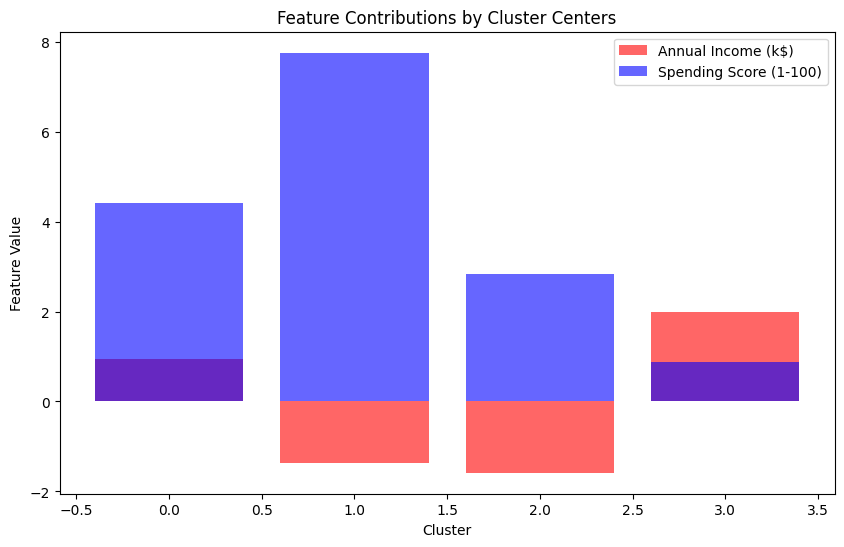 Feature Contributions by Cluster Centers
Annual Income (k$)
Spending Score (1-100)
Feature Value
8
6
4
2
0
−2
−0.5 0.0 0.5 1.0 1.5 2.0 2.5 3.0 3.5
Cluster